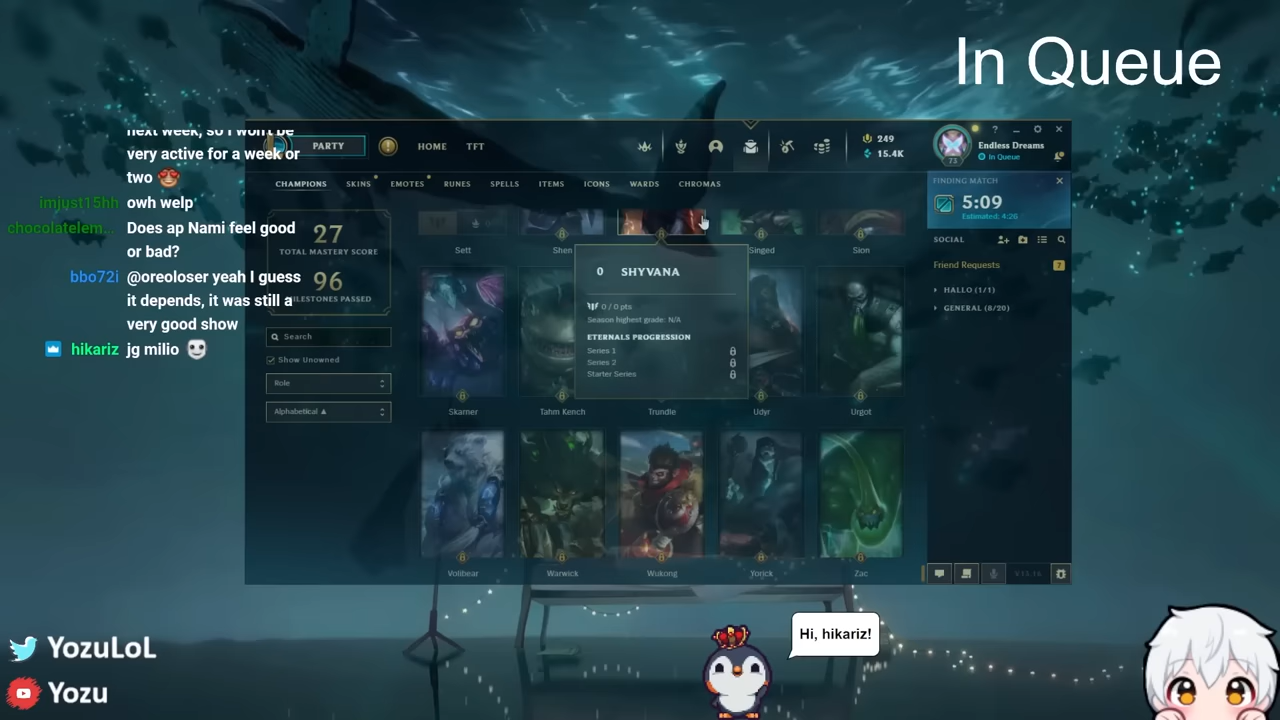 In Queue
next week, so I won't be
very active for a week or
two
imjust15hh owh welp
chocolatelem... Does ap Nami feel good
or bad?
bbo72i @oreoloser yeah I guess
it depends, it was still a
very good show
hikariz jg milio
PARTY
HOME
TFT
249
15.4K
73
Endless Dreams
In Queue
?
CHAMPIONS
SKINS
EMOTES
RUNES
SPELLS
ITEMS
ICONS
WARDS
CHROMAS
27
TOTAL MASTERY SCORE
96
MILESTONES PASSED
Search
Show Unowned
Role
Alphabetical
Sett
Shen
Singed
Sion
0 SHYVANA
0 / 0 pts
Season highest grade: N/A
ETERNALS PROGRESSION
Series 1
Series 2
Starter Series
Skarner
Tahm Kench
Trundle
Udyr
Urgot
Volibear
Warwick
Wukong
Yorick
Zac
FINDING MATCH
5:09
Estimated: 4:26
SOCIAL
Friend Requests
7
HALLO (1/1)
GENERAL (8/20)
Hi, hikariz!
YozuLoL
Yozu